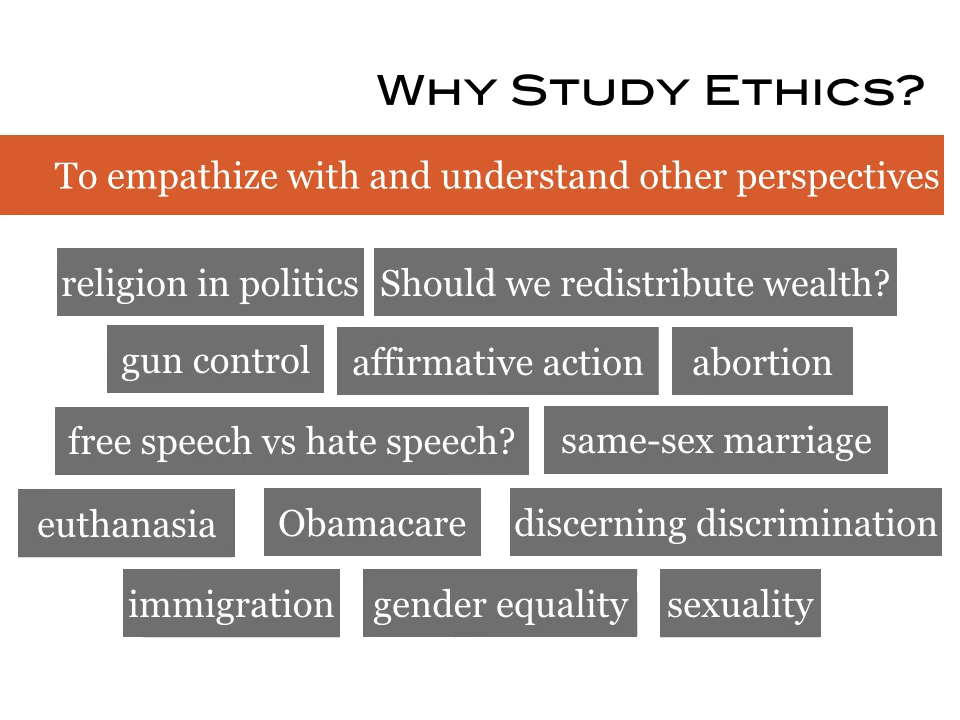 Why Study Ethics?
To empathize with and understand other perspectives
religion in politics Should we redistribute wealth?
gun control affirmative action abortion
free speech vs hate speech? same-sex marriage
euthanasia Obamacare discerning discrimination
immigration gender equality sexuality